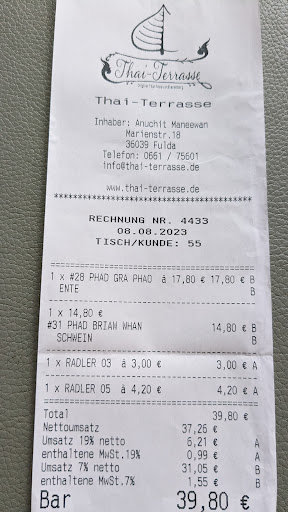 Thai-Terrasse
Thai-Terrasse
Inhaber: Anuchit Maneewan
Marienstr.18
36039 Fulda
Telefon: 0661 / 75601
info@thai-terrasse.de
www.thai-terrasse.de
****************************************
RECHNUNG NR. 4433
08.08.2023
TISCH/KUNDE: 55
1 x #28 PHAD GRA PHAO à 17,80 € 17,80 € B
ENTE B
1 x 14,80 €
#31 PHAD BRIAW WHAN 14,80 € B
SCHWEIN B
1 x RADLER 03 à 3,00 € 3,00 € A
1 x RADLER 05 à 4,20 € 4,20 € A
Total 39,80 €
Nettoumsatz 37,26 €
Umsatz 19% netto 6,21 € A
enthaltene MwSt.19% 0,99 € A
Umsatz 7% netto 31,05 € B
enthaltene MwSt.7% 1,55 € B
Bar 39,80 €